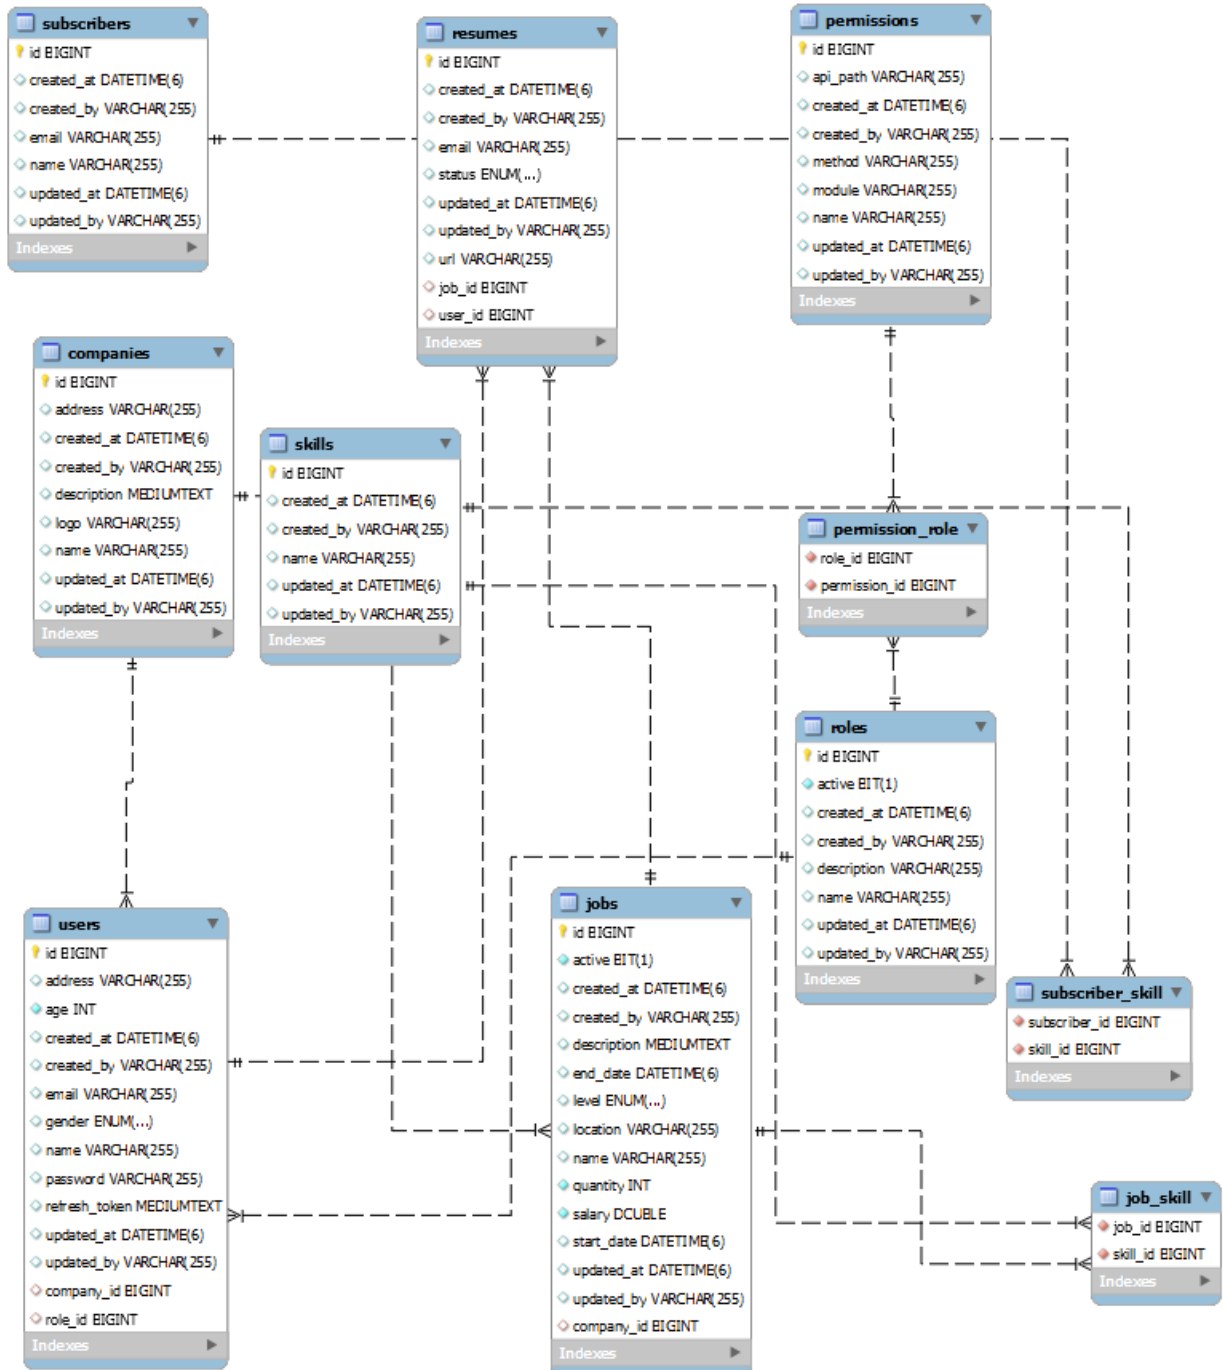 subscribers
id BIGINT
created_at DATETIME(6)
created_by VARCHAR(255)
email VARCHAR(255)
name VARCHAR(255)
updated_at DATETIME(6)
updated_by VARCHAR(255)
Indexes
resumes
id BIGINT
created_at DATETIME(6)
created_by VARCHAR(255)
email VARCHAR(255)
status ENUM(...)
updated_at DATETIME(6)
updated_by VARCHAR(255)
url VARCHAR(255)
job_id BIGINT
user_id BIGINT
Indexes
permissions
id BIGINT
api_path VARCHAR(255)
created_at DATETIME(6)
created_by VARCHAR(255)
method VARCHAR(255)
module VARCHAR(255)
name VARCHAR(255)
updated_at DATETIME(6)
updated_by VARCHAR(255)
Indexes
companies
id BIGINT
address VARCHAR(255)
created_at DATETIME(6)
created_by VARCHAR(255)
description MEDIUMTEXT
logo VARCHAR(255)
name VARCHAR(255)
updated_at DATETIME(6)
updated_by VARCHAR(255)
Indexes
skills
id BIGINT
created_at DATETIME(6)
created_by VARCHAR(255)
name VARCHAR(255)
updated_at DATETIME(6)
updated_by VARCHAR(255)
Indexes
permission_role
role_id BIGINT
permission_id BIGINT
Indexes
roles
id BIGINT
active BIT(1)
created_at DATETIME(6)
created_by VARCHAR(255)
description VARCHAR(255)
name VARCHAR(255)
updated_at DATETIME(6)
updated_by VARCHAR(255)
Indexes
users
id BIGINT
address VARCHAR(255)
age INT
created_at DATETIME(6)
created_by VARCHAR(255)
email VARCHAR(255)
gender ENUM(...)
name VARCHAR(255)
password VARCHAR(255)
refresh_token MEDIUMTEXT
updated_at DATETIME(6)
updated_by VARCHAR(255)
company_id BIGINT
role_id BIGINT
Indexes
jobs
id BIGINT
active BIT(1)
created_at DATETIME(6)
created_by VARCHAR(255)
description MEDIUMTEXT
end_date DATETIME(6)
level ENUM(...)
location VARCHAR(255)
name VARCHAR(255)
quantity INT
salary DOUBLE
start_date DATETIME(6)
updated_at DATETIME(6)
updated_by VARCHAR(255)
company_id BIGINT
Indexes
subscriber_skill
subscriber_id BIGINT
skill_id BIGINT
Indexes
job_skill
job_id BIGINT
skill_id BIGINT
Indexes